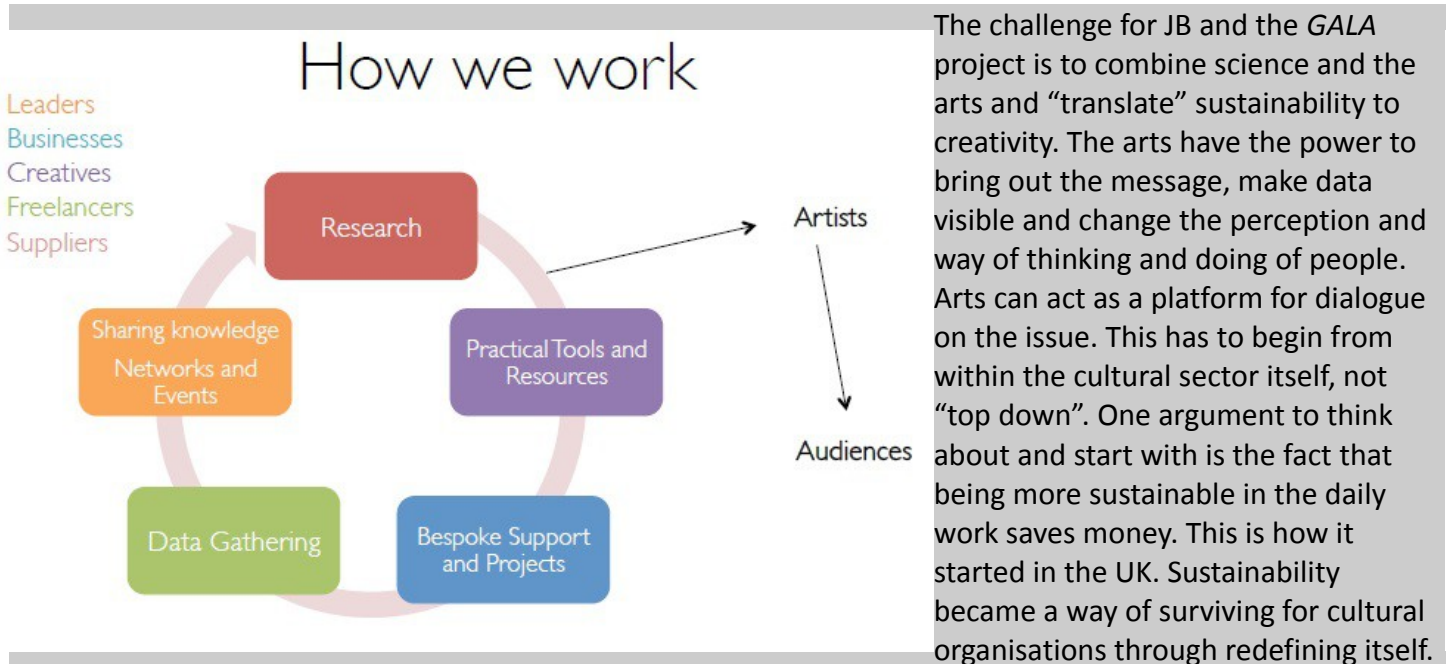 How we work
Leaders
Businesses
Creatives
Freelancers
Suppliers
Research
Practical Tools and
Resources
Bespoke Support
and Projects
Data Gathering
Sharing knowledge
Networks and
Events
Artists
Audiences
The challenge for JB and the GALA
project is to combine science and the
arts and “translate” sustainability to
creativity. The arts have the power to
bring out the message, make data
visible and change the perception and
way of thinking and doing of people.
Arts can act as a platform for dialogue
on the issue. This has to begin from
within the cultural sector itself, not
“top down”. One argument to think
about and start with is the fact that
being more sustainable in the daily
work saves money. This is how it
started in the UK. Sustainability
became a way of surviving for cultural
organisations through redefining itself.